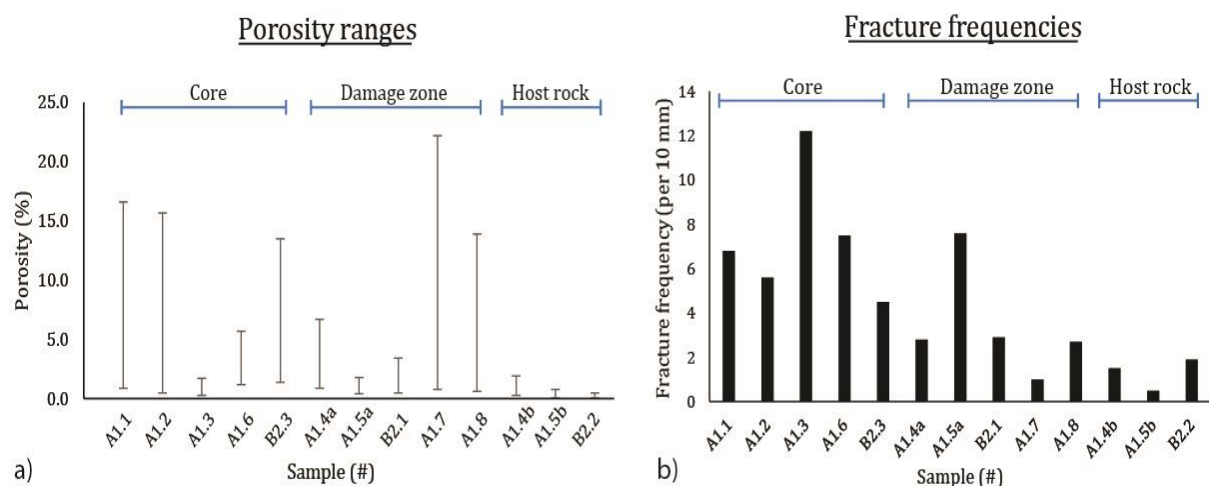 Porosity ranges
Core
Damage zone
Host rock
25.0
20.0
15.0
10.0
5.0
0.0
Porosity (%)
A1.1
A1.2
A1.3
A1.6
B2.3
A1.4a
A1.5a
B2.1
A1.7
A1.8
A1.4b
A1.5b
B2.2
Sample (#)
a)
Fracture frequencies
Core
Damage zone
Host rock
14
12
10
8
6
4
2
0
Fracture frequency (per 10 mm)
A1.1
A1.2
A1.3
A1.6
B2.3
A1.4a
A1.5a
B2.1
A1.7
A1.8
A1.4b
A1.5b
B2.2
Sample (#)
b)